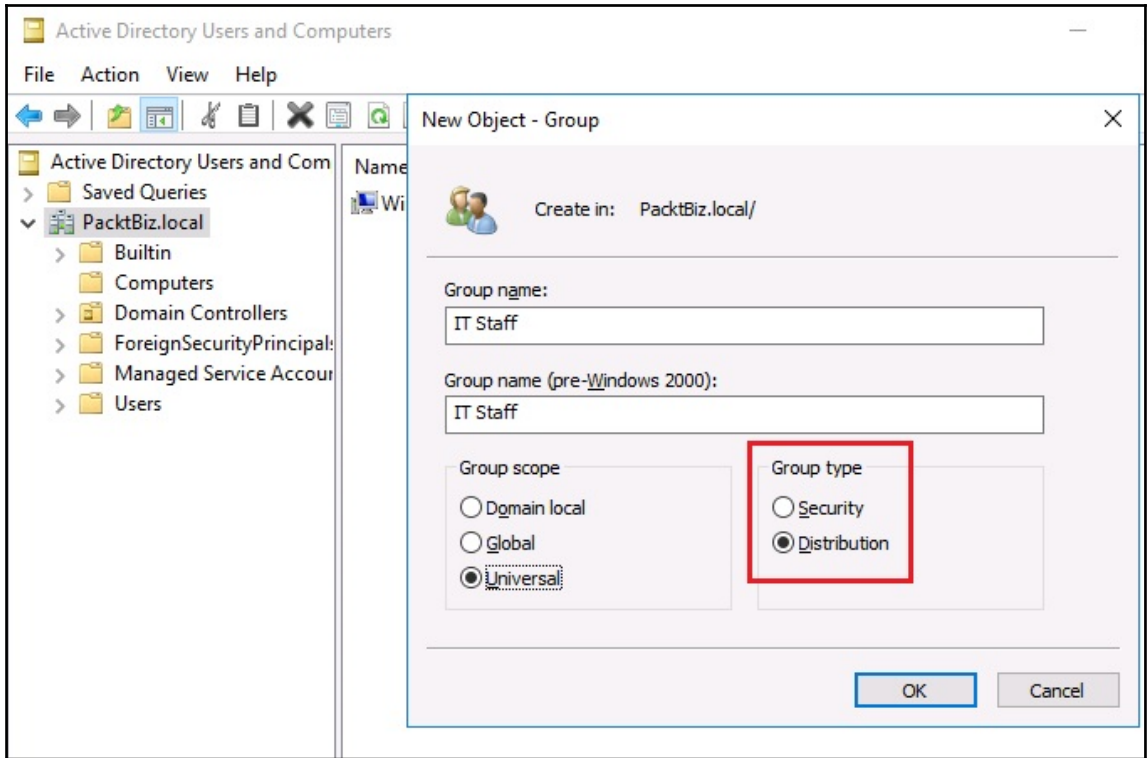 Active Directory Users and Computers
File Action View Help
Active Directory Users and Com
Saved Queries
PacktBiz.local
Builtin
Computers
Domain Controllers
ForeignSecurityPrincipals
Managed Service Accour
Users
Name
Wi
New Object - Group
Create in: PacktBiz.local/
Group name:
IT Staff
Group name (pre-Windows 2000):
IT Staff
Group scope
Domain local
Global
Universal
Group type
Security
Distribution
OK Cancel